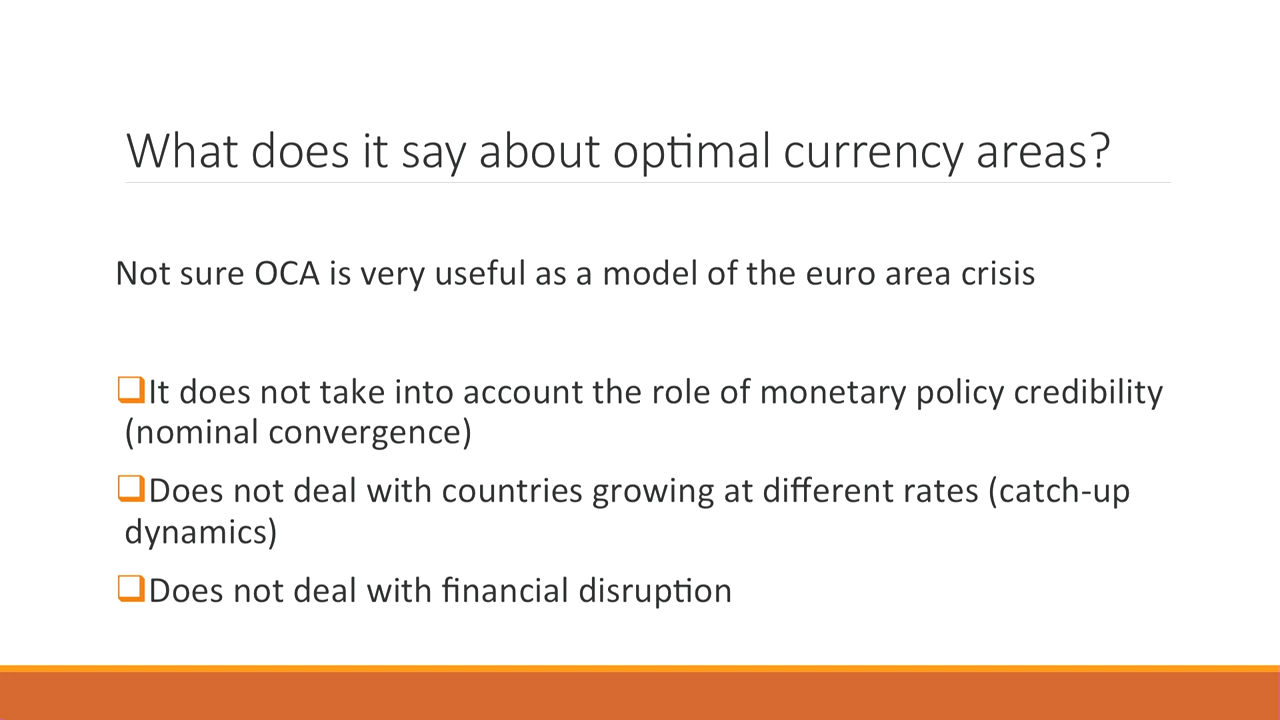 What does it say about optimal currency areas?
Not sure OCA is very useful as a model of the euro area crisis
It does not take into account the role of monetary policy credibility
(nominal convergence)
Does not deal with countries growing at different rates (catch-up
dynamics)
Does not deal with financial disruption